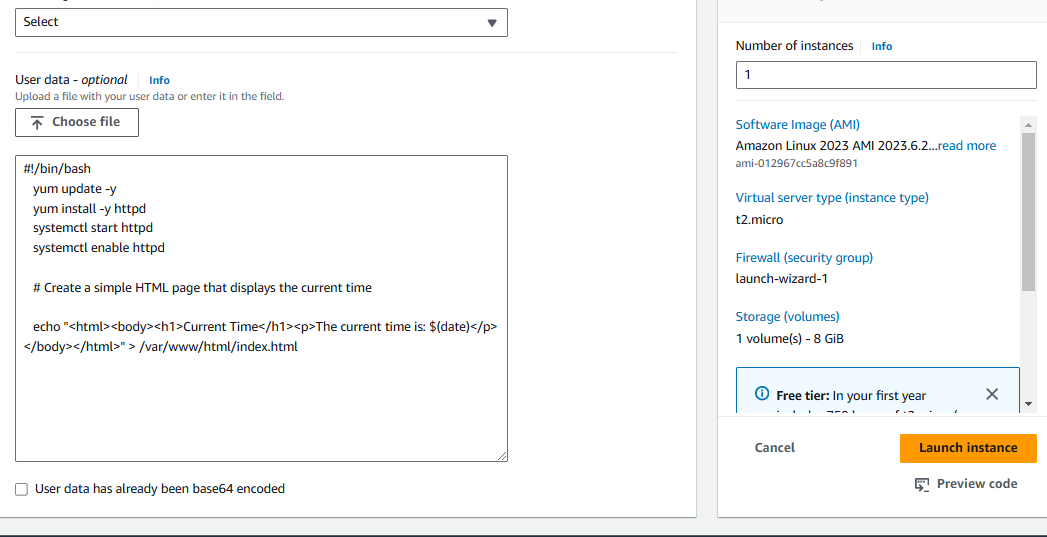 Select
User data - optional Info
Upload a file with your user data or enter it in the field.
Choose file
#!/bin/bash
yum update -y
yum install -y httpd
systemctl start httpd
systemctl enable httpd
# Create a simple HTML page that displays the current time
echo "<html><body><h1>Current Time</h1><p>The current time is: $(date)</p>
</body></html>" > /var/www/html/index.html
User data has already been base64 encoded
Number of instances Info
1
Software Image (AMI)
Amazon Linux 2023 AMI 2023.6.2...read more
ami-012967cc5a8c9f891
Virtual server type (instance type)
t2.micro
Firewall (security group)
launch-wizard-1
Storage (volumes)
1 volume(s) - 8 GiB
Free tier: In your first year
Cancel
Launch instance
Preview code